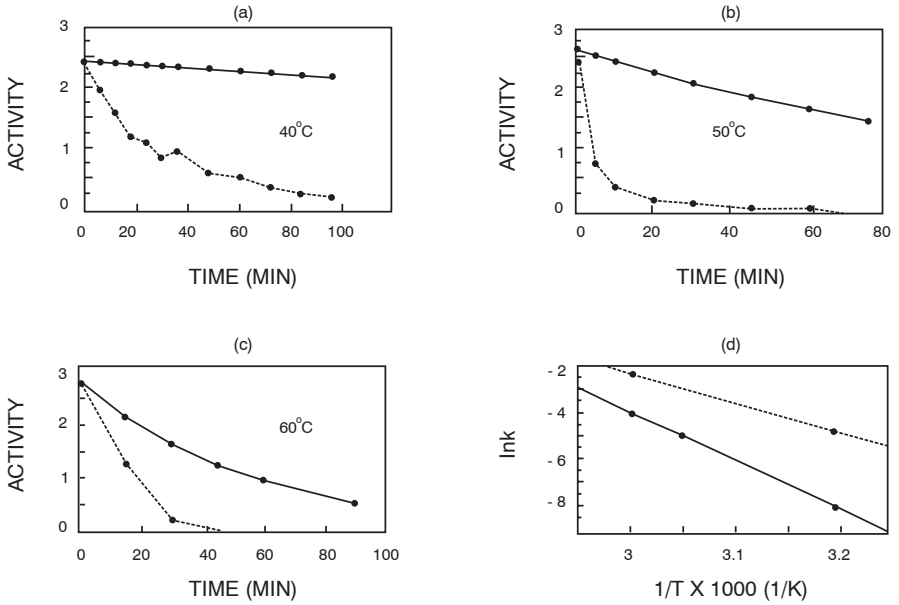 (a)
3
2
1
0
ACTIVITY
40°C
0 20 40 60 80 100
TIME (MIN)
(b)
3
2
1
0
ACTIVITY
50°C
0 20 40 60 80
TIME (MIN)
(c)
3
2
1
0
ACTIVITY
60°C
0 20 40 60 80 100
TIME (MIN)
(d)
- 2
- 4
- 6
- 8
lnk
3 3.1 3.2
1/T X 1000 (1/K)